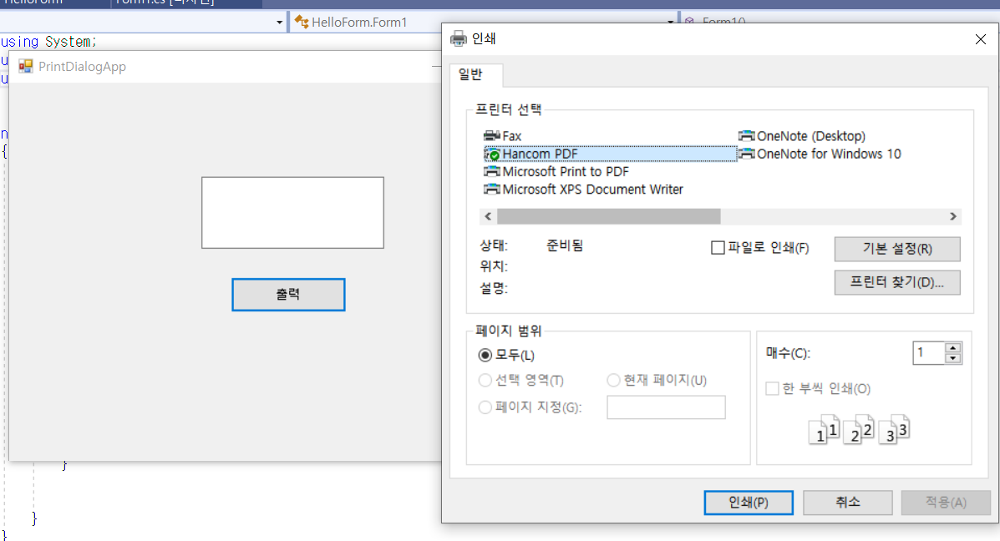 HelloForm.Form1
Form1()
using System;
u
u
n
{
}
}
}
PrintDialogApp
출력
인쇄
일반
프린터 선택
Fax
Hancom PDF
Microsoft Print to PDF
Microsoft XPS Document Writer
OneNote (Desktop)
OneNote for Windows 10
상태: 준비됨
위치:
설명:
파일로 인쇄(F)
기본 설정(R)
프린터 찾기(D)...
페이지 범위
모두(L)
선택 영역(T) 현재 페이지(U)
페이지 지정(G):
매수(C): 1
한 부씩 인쇄(O)
1 1 2 2 3 3
인쇄(P) 취소 적용(A)